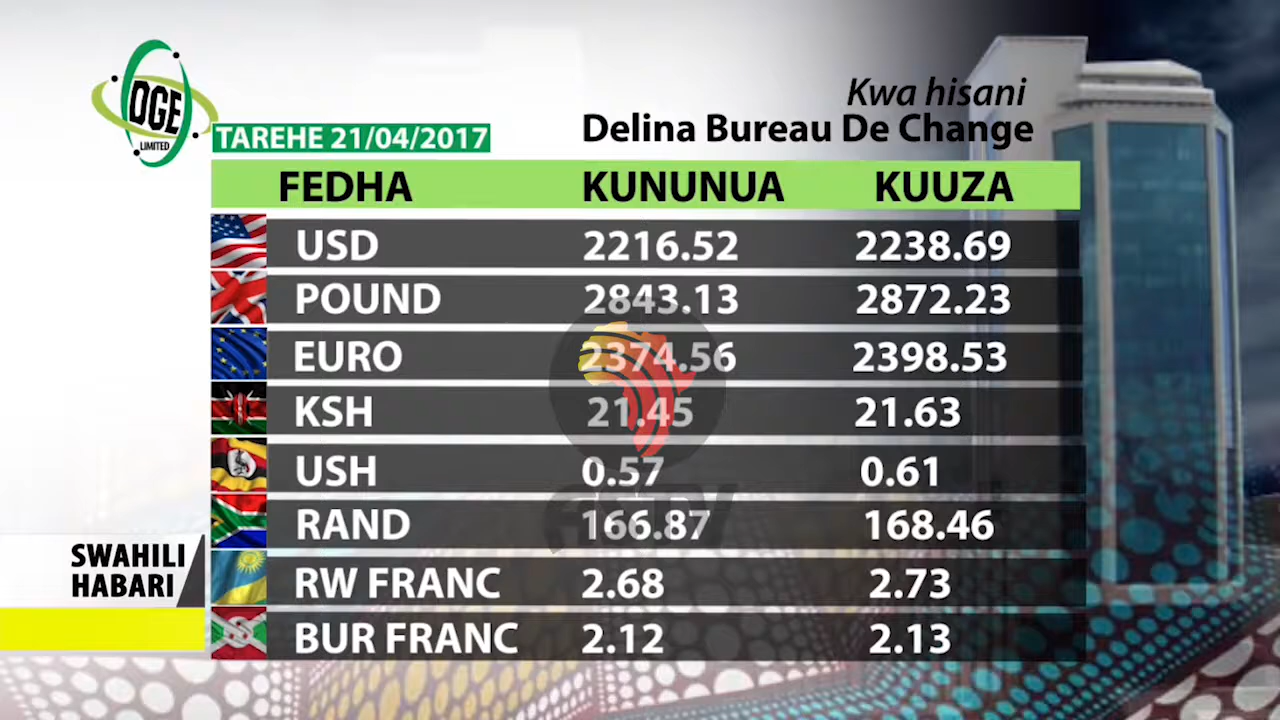 DGE
LIMITED
TAREHE 21/04/2017
Kwa hisani
Delina Bureau De Change
FEDHA KUNUNUA KUUZA
USD 2216.52 2238.69
POUND 2843.13 2872.23
EURO 2374.56 2398.53
KSH 21.45 21.63
USH 0.57 0.61
RAND 166.87 168.46
RW FRANC 2.68 2.73
BUR FRANC 2.12 2.13
SWAHILI
HABARI